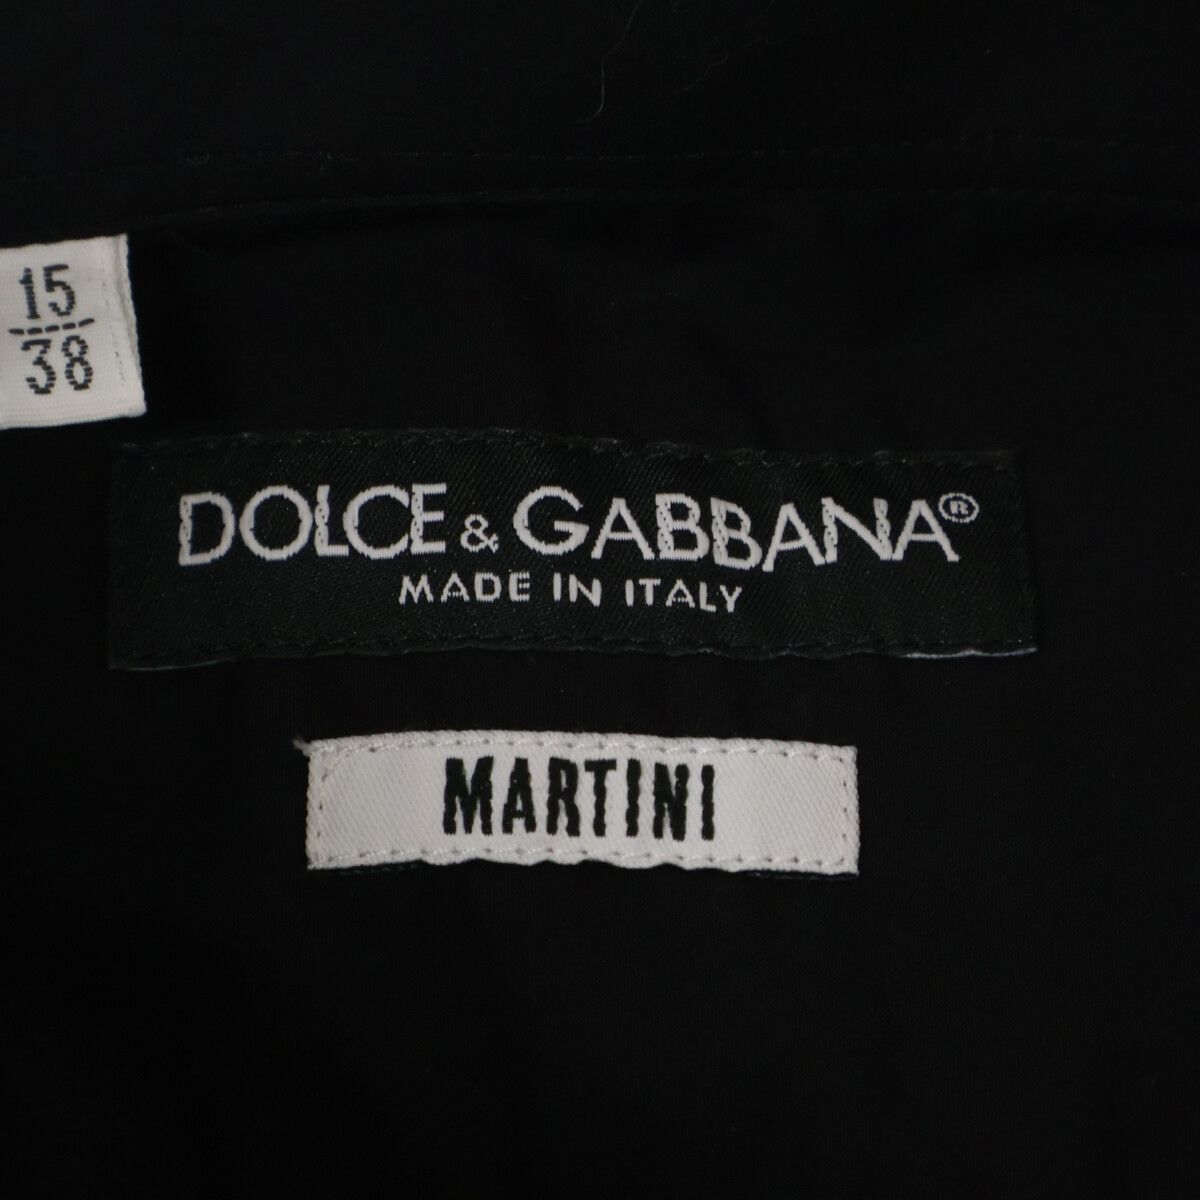 15
38
DOLCE & GABBANA®
MADE IN ITALY
MARTINI